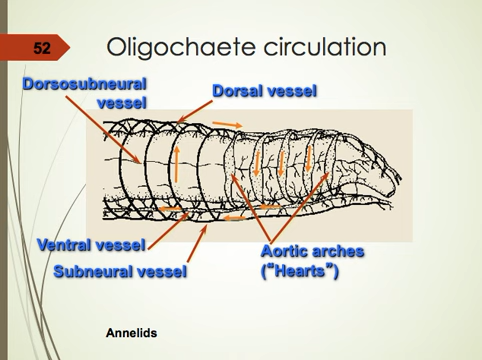 52
Oligochaete circulation
Dorsosubneural
vessel
Dorsal vessel
Ventral vessel
Subneural vessel
Aortic arches
("Hearts")
Annelids